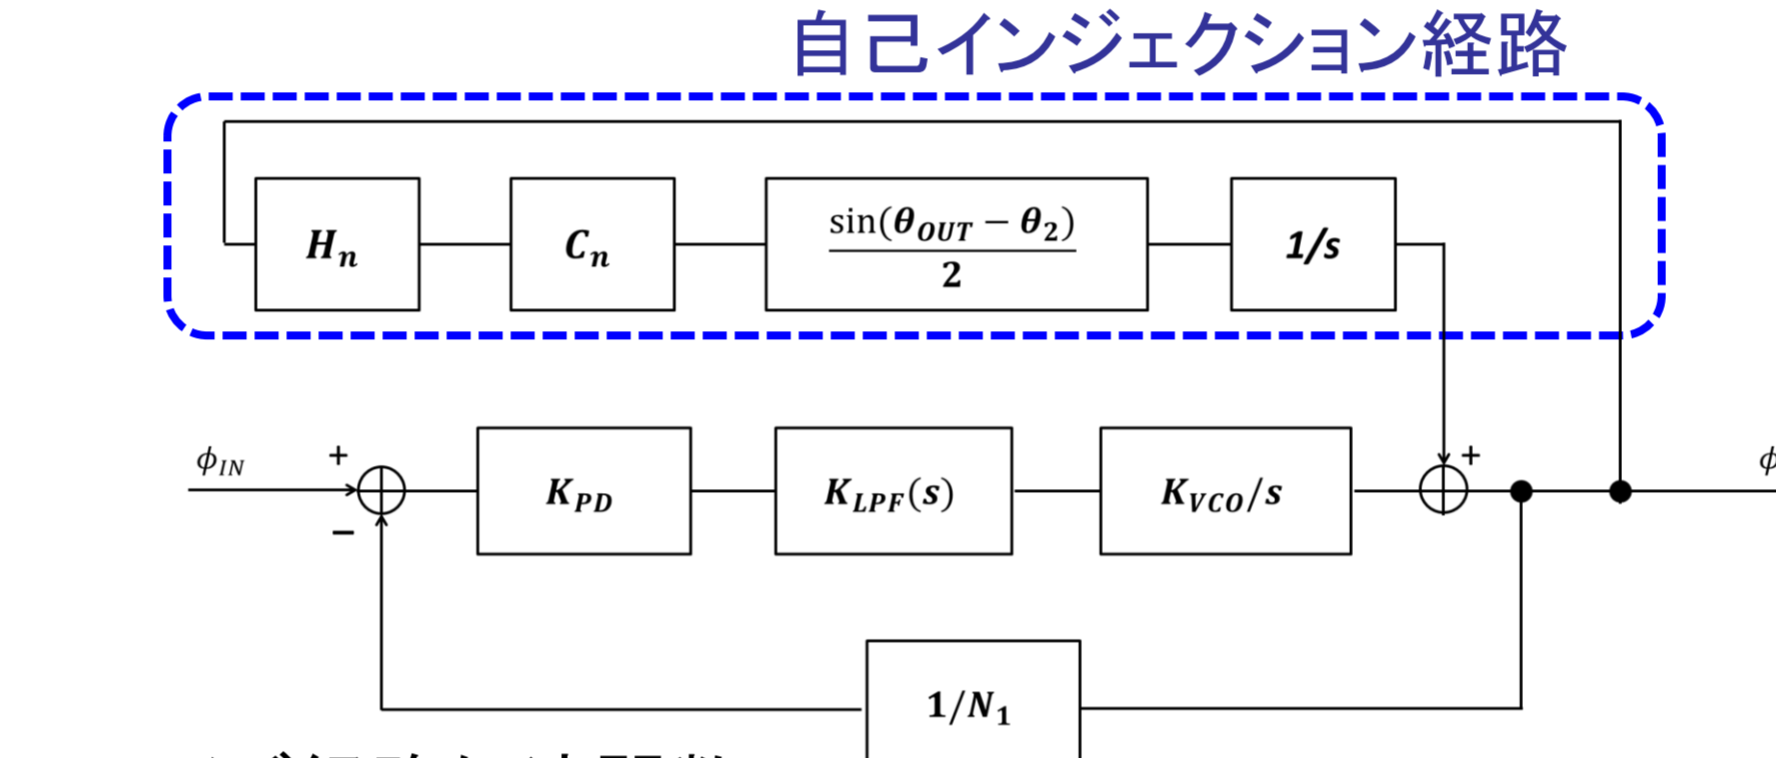 自己インジェクション経路
H_n
C_n
sin(θ_OUT − θ_2)
2
1/s
ϕ_IN
+
−
K_PD
K_LPF(s)
K_VCO/s
+
ϕ
1/N_1